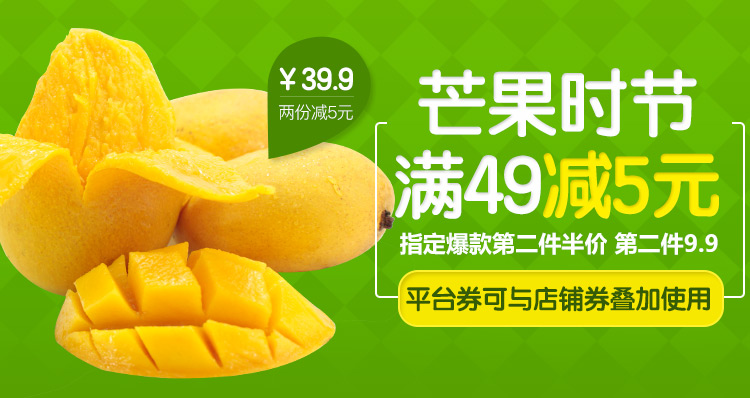 ¥39.9
两份减5元
芒果时节
满49减5元
指定爆款第二件半价 第二件9.9
平台券可与店铺券叠加使用